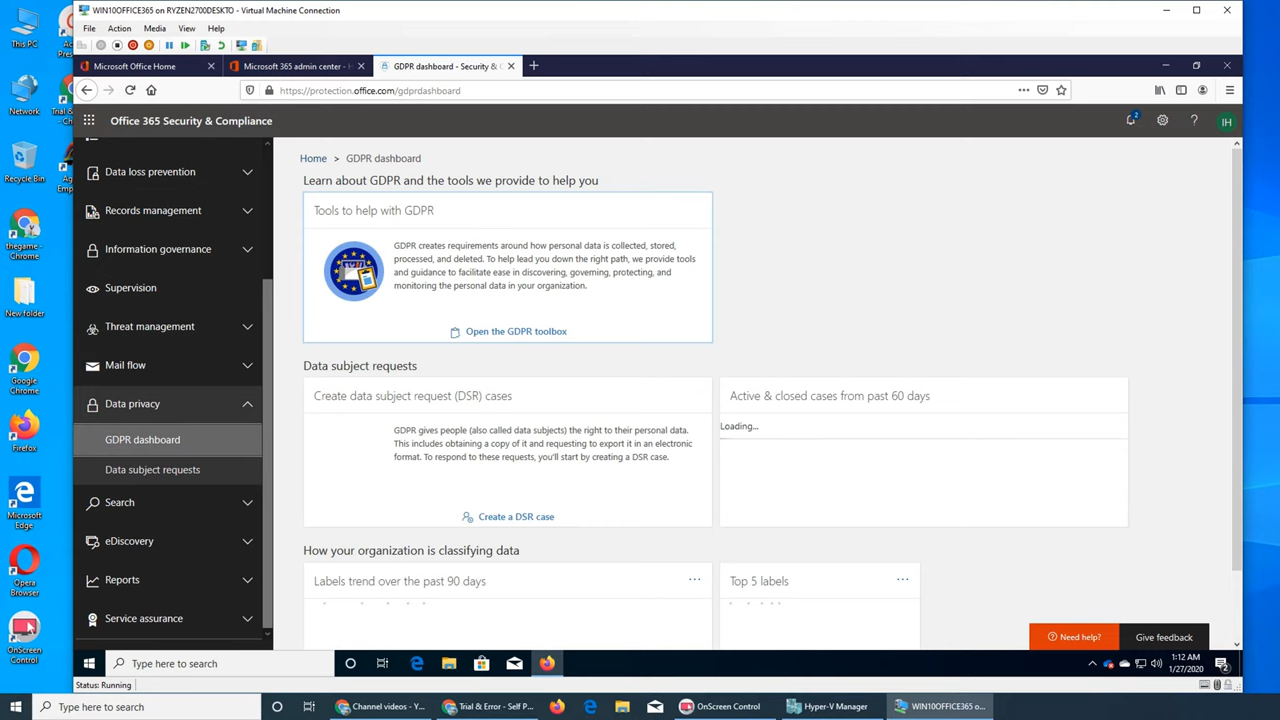 WIN10OFFICE365 on RYZEN2700DESKTO - Virtual Machine Connection
File Action Media View Help
Microsoft Office Home
Microsoft 365 admin center -
GDPR dashboard - Security &
https://protection.office.com/gdprdashboard
Office 365 Security & Compliance
2
IH
Data loss prevention
Records management
Information governance
Supervision
Threat management
Mail flow
Data privacy
GDPR dashboard
Data subject requests
Search
eDiscovery
Reports
Service assurance
Home > GDPR dashboard
Learn about GDPR and the tools we provide to help you
Tools to help with GDPR
GDPR creates requirements around how personal data is collected, stored,
processed, and deleted. To help lead you down the right path, we provide tools
and guidance to facilitate ease in discovering, governing, protecting, and
monitoring the personal data in your organization.
Open the GDPR toolbox
Data subject requests
Create data subject request (DSR) cases
GDPR gives people (also called data subjects) the right to their personal data.
This includes obtaining a copy of it and requesting to export it in an electronic
format. To respond to these requests, you'll start by creating a DSR case.
Create a DSR case
Active & closed cases from past 60 days
Loading...
How your organization is classifying data
Labels trend over the past 90 days
Top 5 labels
Need help?
Give feedback
Type here to search
1:12 AM
1/27/2020
2
Status: Running
This PC
Network
Recycle Bin
thegame -
Chrome
New folder
Google
Chrome
Firefox
Microsoft
Edge
Opera
Browser
OnScreen
Control
Type here to search
Channel videos - Y...
Trial & Error - Self P...
OnScreen Control
Hyper-V Manager
WIN10OFFICE365 o...